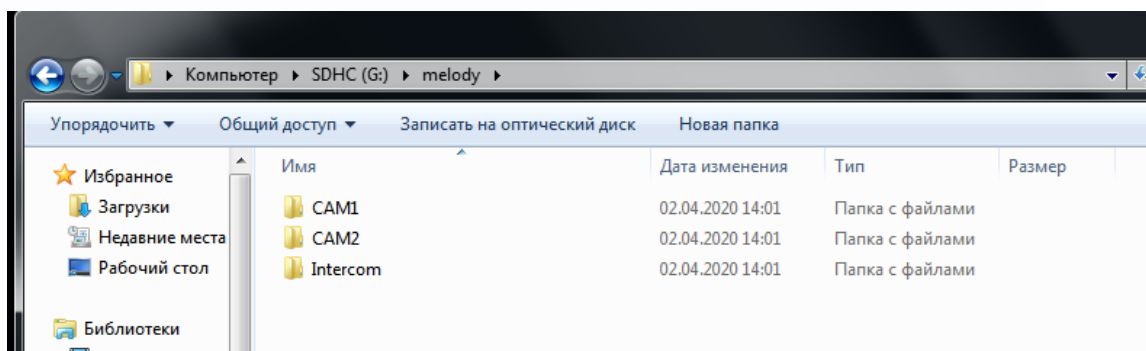 Компьютер ▸ SDHC (G:) ▸ melody ▸
Упорядочить ▾ Общий доступ ▾ Записать на оптический диск Новая папка
Избранное
Загрузки
Недавние места
Рабочий стол
Библиотеки
Имя Дата изменения Тип Размер
CAM1 02.04.2020 14:01 Папка с файлами
CAM2 02.04.2020 14:01 Папка с файлами
Intercom 02.04.2020 14:01 Папка с файлами